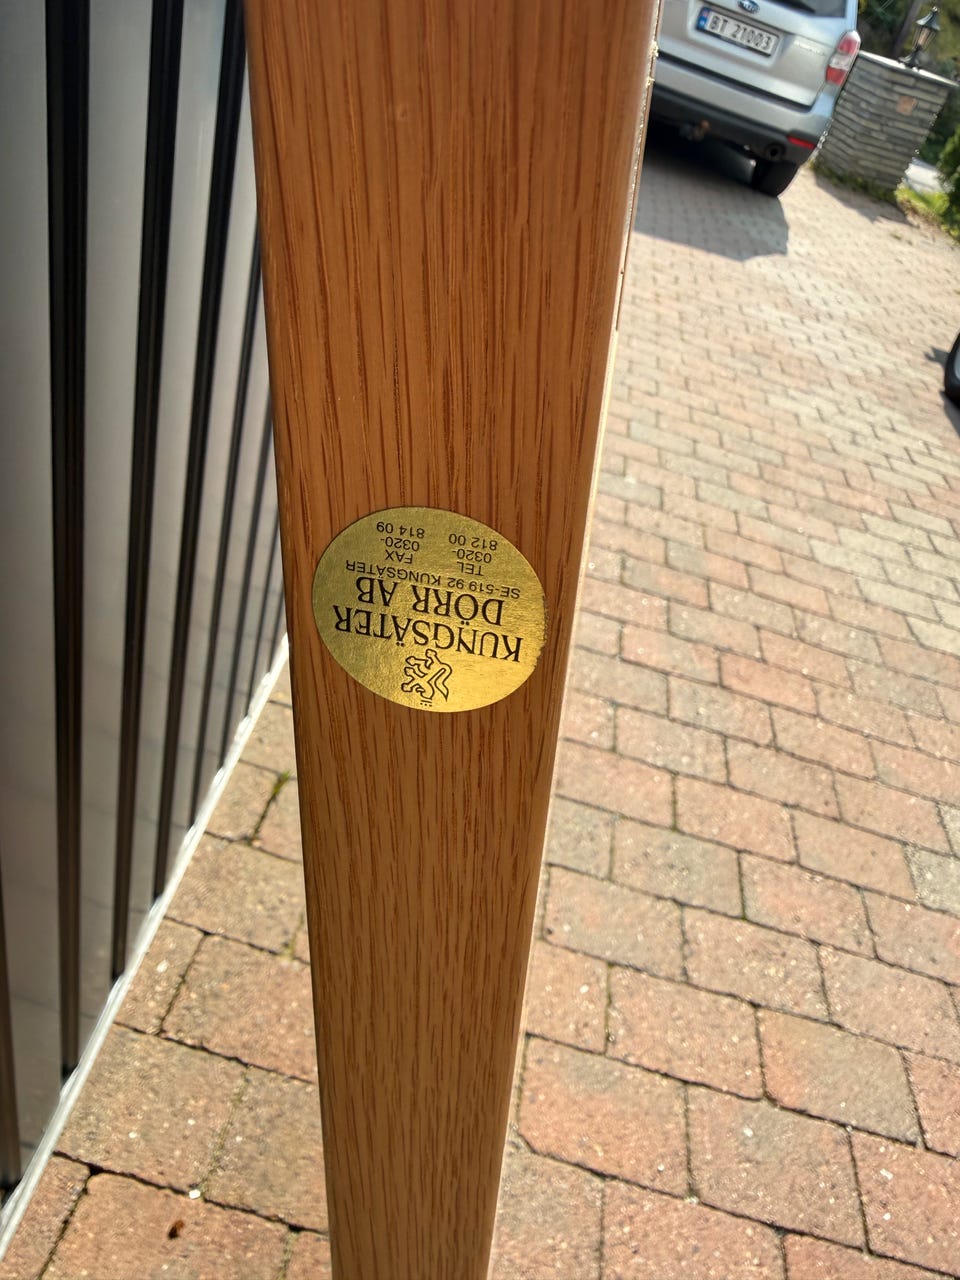 BT 21003
KUNGSÄTER
DÖRR AB
SE-519 92 KUNGSÄTER
TEL FAX
0320- 0320-
812 00 814 09